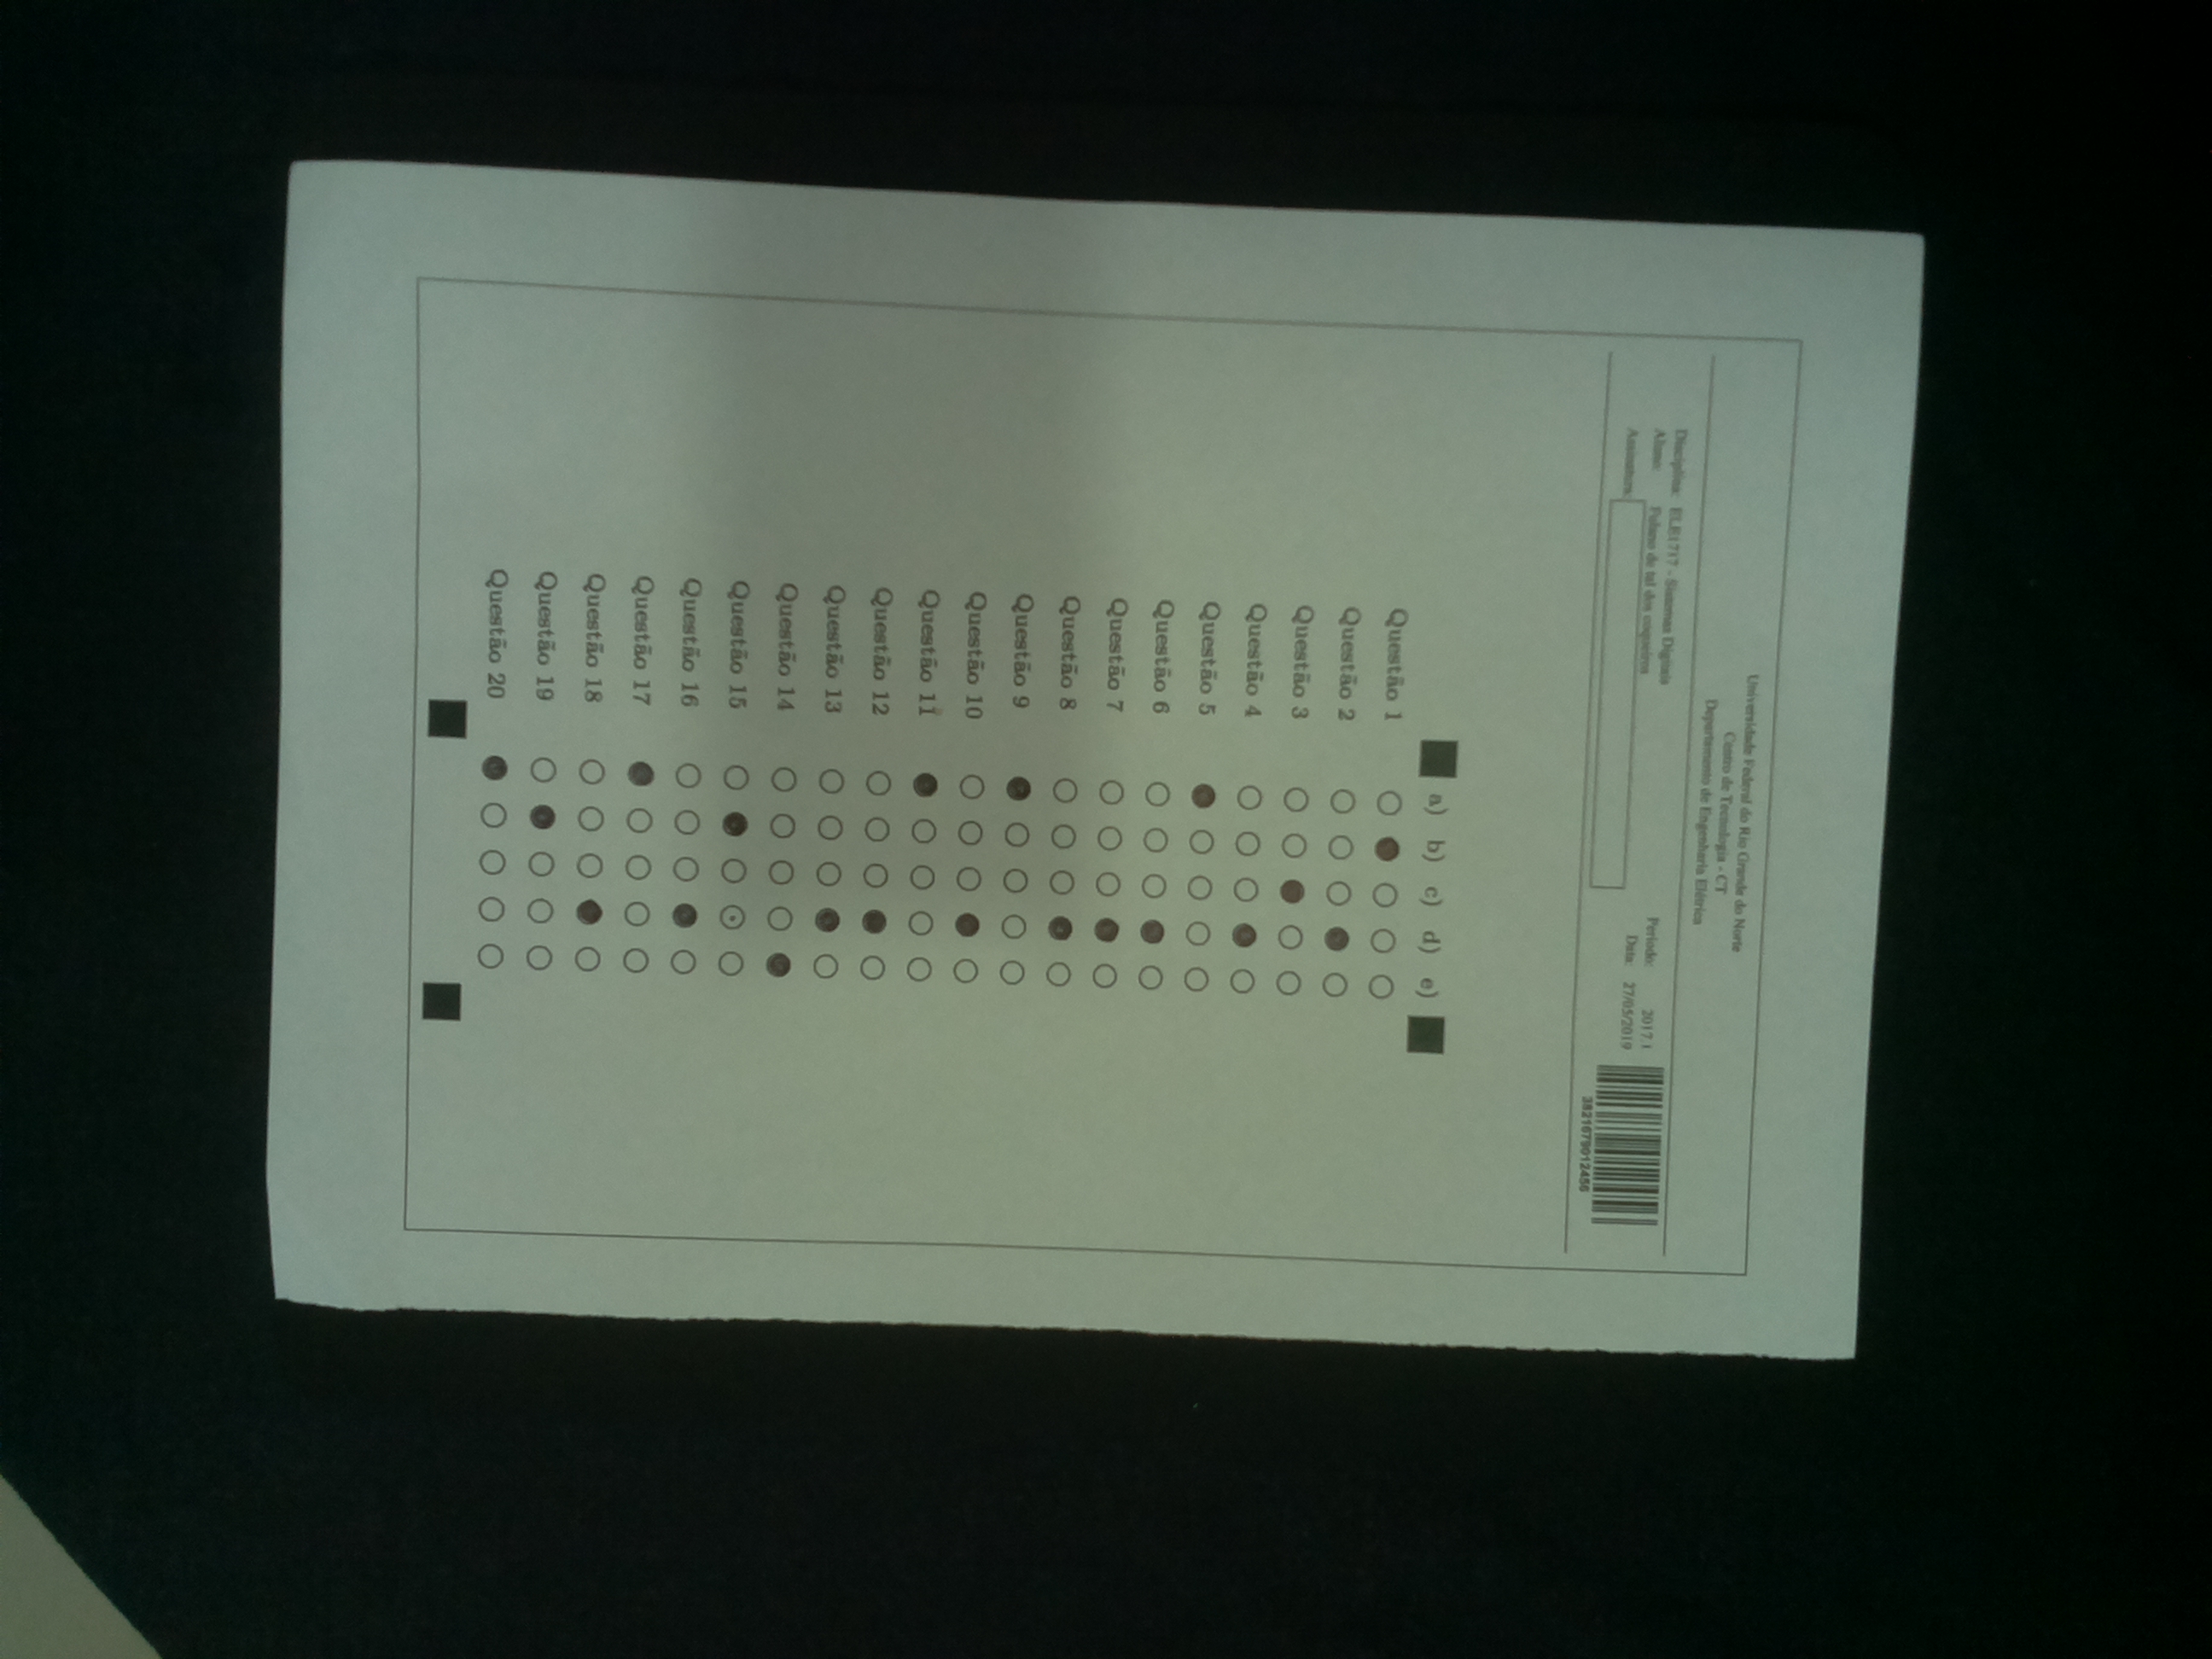 Universidade Federal do Rio Grande do Norte
Centro de Tecnologia - CT
Departamento de Engenharia Elétrica
Disciplina: ELE1717 - Sistemas Digitais
Aluno: Fulano de tal dos
Período: 2017.1
Assinatura:
Data: 27/05/2019
3821679012456
a) b) c) d) e)
Questão 1
Questão 2
Questão 3
Questão 4
Questão 5
Questão 6
Questão 7
Questão 8
Questão 9
Questão 10
Questão 11
Questão 12
Questão 13
Questão 14
Questão 15
Questão 16
Questão 17
Questão 18
Questão 19
Questão 20